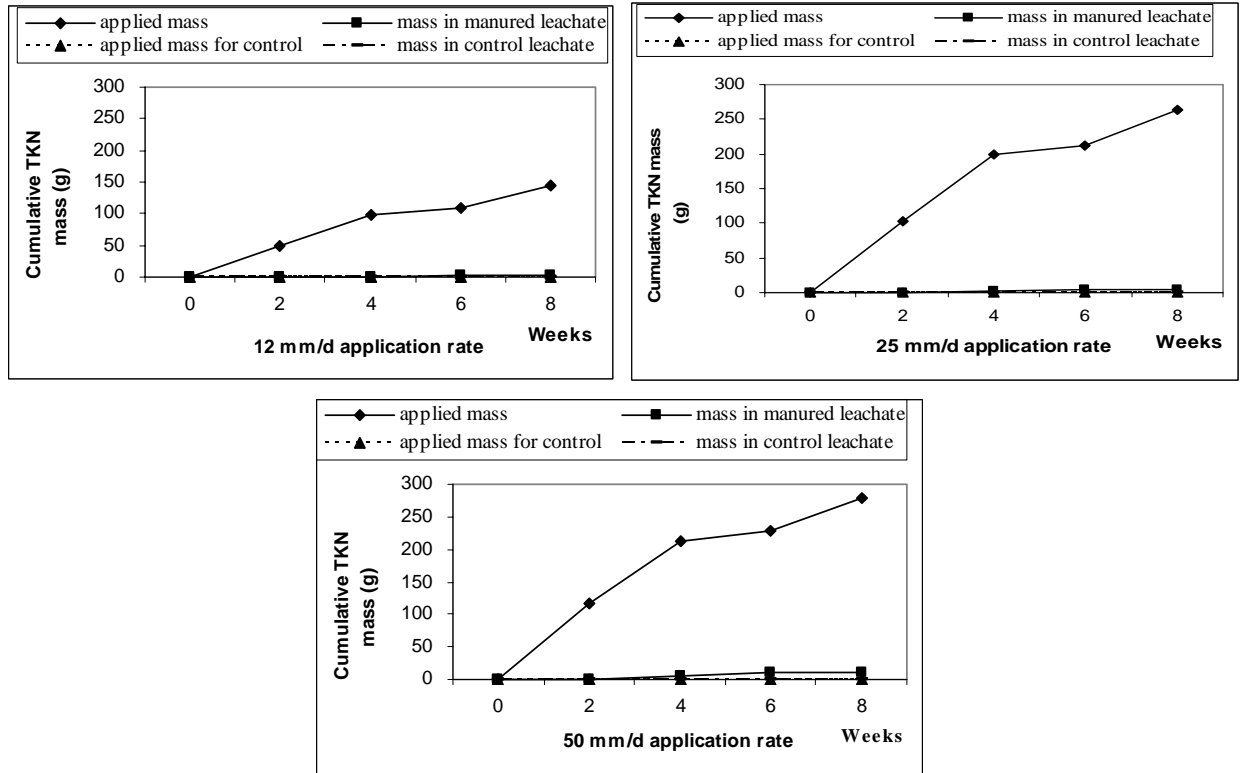 applied mass mass in manured leachate
applied mass for control mass in control leachate
300
250
200
150
100
50
0
Cumulative TKN
mass (g)
0 2 4 6 8
Weeks
12 mm/d application rate
applied mass mass in manured leachate
applied mass for control mass in control leachate
300
250
200
150
100
50
0
Cumulative TKN mass
(g)
0 2 4 6 8
25 mm/d application rate Weeks
applied mass mass in manured leachate
applied mass for control mass in control leachate
300
250
200
150
100
50
0
Cumulative TKN
mass (g)
0 2 4 6 8
50 mm/d application rate Weeks